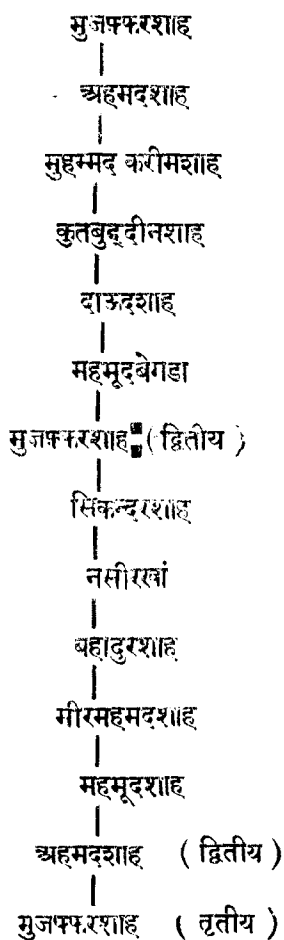 मुजफ्फरशाह
अहमदशाह
मुहम्मद करीमशाह
कुतबुद्दीनशाह
दाऊदशाह
महमूदबेगडा
मुजफ्फरशाह (द्वितीय)
सिकन्दरशाह
नसीरखां
बहादुरशाह
मीरमहमदशाह
महमूदशाह
अहमदशाह (द्वितीय)
मुजफ्फरशाह (तृतीय)